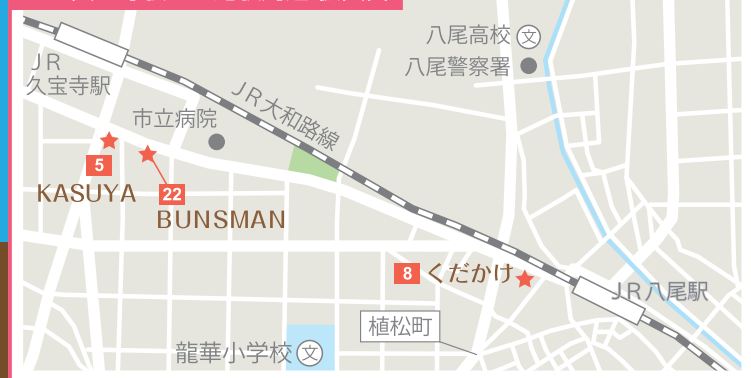 八尾高校 文
八尾警察署
JR
久宝寺駅
JR大和路線
市立病院
5
KASUYA
22
BUNSMAN
8 くだかけ
JR八尾駅
植松町
龍華小学校 文